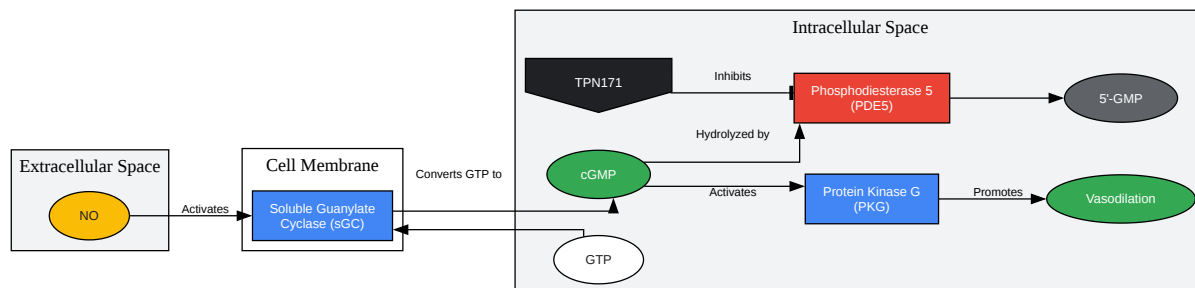 Intracellular Space
TPN171
Inhibits
Phosphodiesterase 5
(PDE5)
5'-GMP
Hydrolyzed by
Extracellular Space
Cell Membrane
Converts GTP to
cGMP
Activates
Protein Kinase G
(PKG)
Promotes
Vasodilation
NO
Activates
Soluble Guanylate
Cyclase (sGC)
GTP